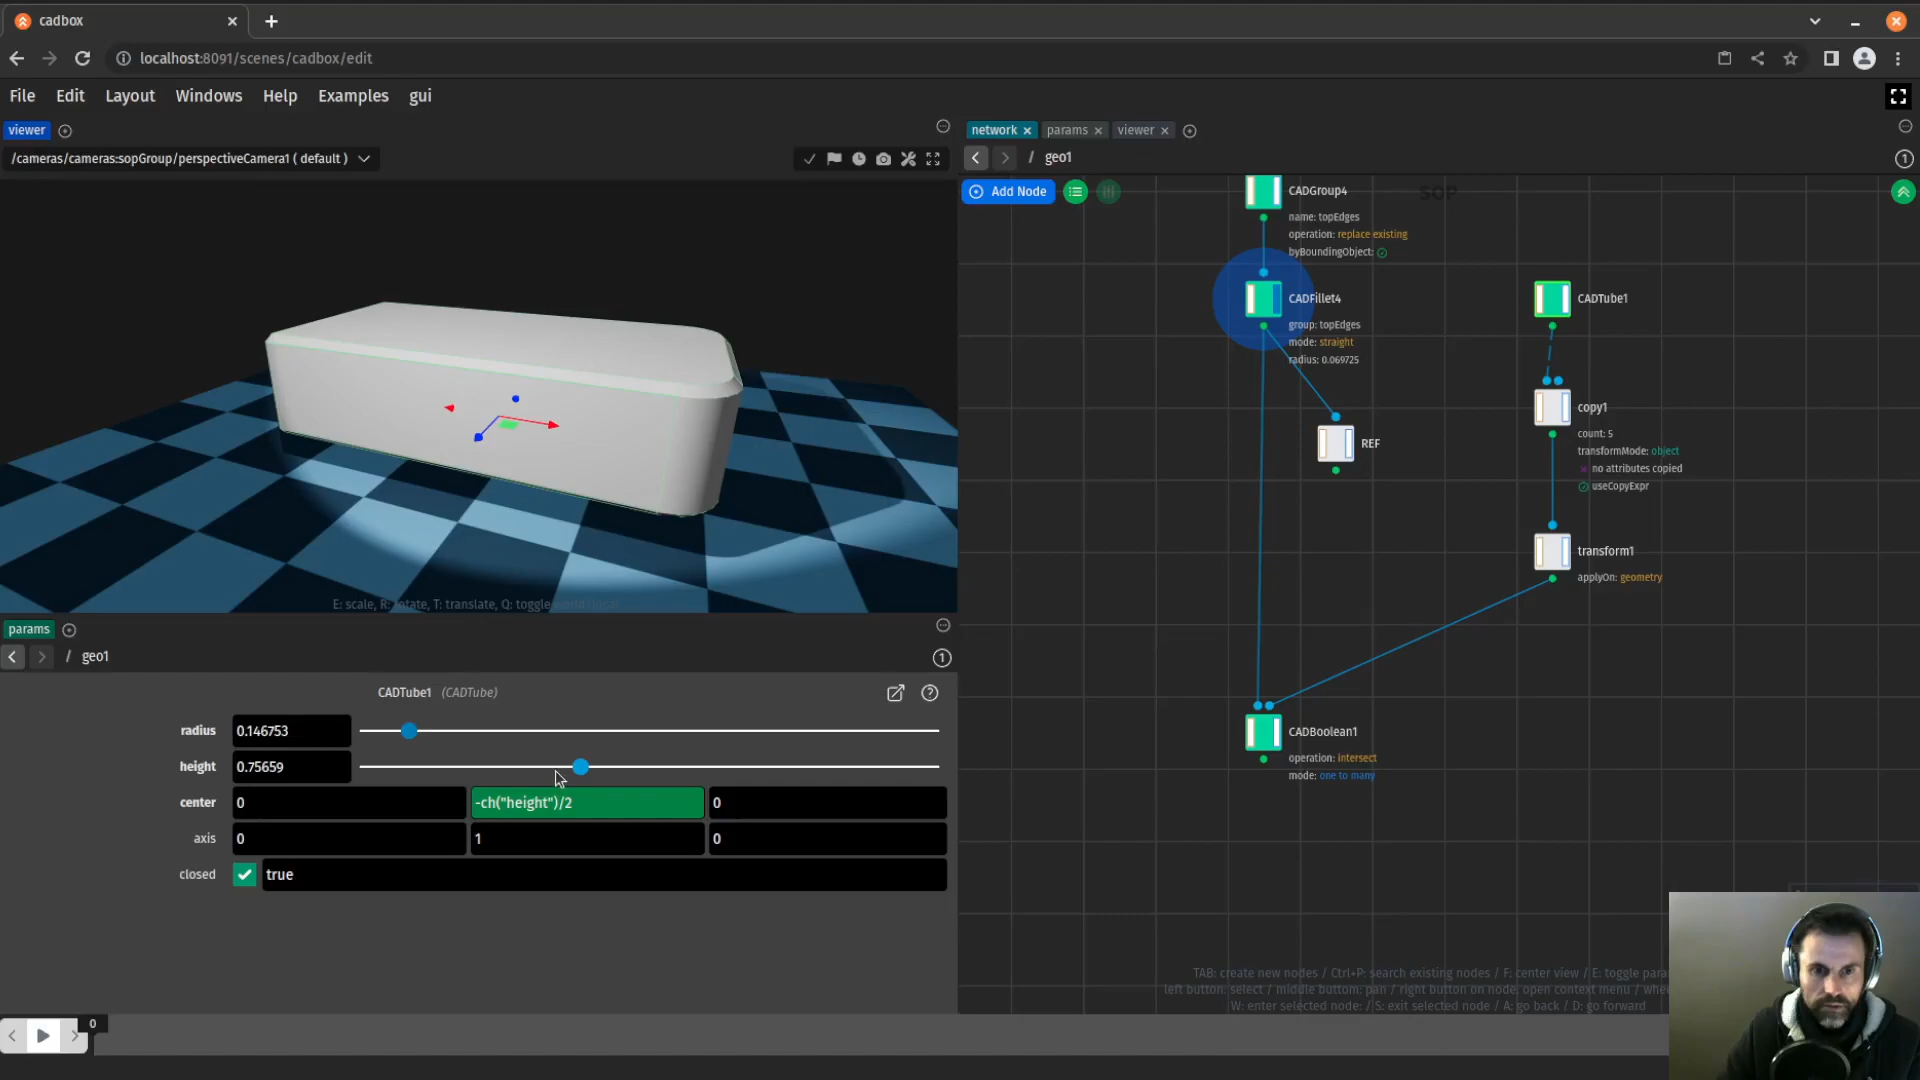 cadbox
localhost:8091/scenes/cadbox/edit
File Edit Layout Windows Help Examples gui
viewer
/cameras/cameras:sopGroup/perspectiveCamera1 ( default )
E: scale, R: rotate, T: translate, Q: toggle
params
/ geo1
CADTube1 (CADTube)
radius 0.146753
height 0.75659
center 0 -ch("height")/2 0
axis 0 1 0
closed true
0
network params viewer
/ geo1
1
Add Node
SOP
CADGroup4
name: topEdges
operation: replace existing
byBoundingObject:
CADFillet4
group: topEdges
mode: straight
radius: 0.069725
REF
CADTube1
copy1
count: 5
transformMode: object
no attributes copied
useCopyExpr
transform1
applyOn: geometry
CADBoolean1
operation: intersect
mode: one to many
TAB: create new nodes / Ctrl+P: search existing nodes / F: center view / E: toggle
left button: select / middle buttom: pan / right button on node: open context menu /
W: enter selected node: / S: exit selected node / A: go back / D: go forward
1